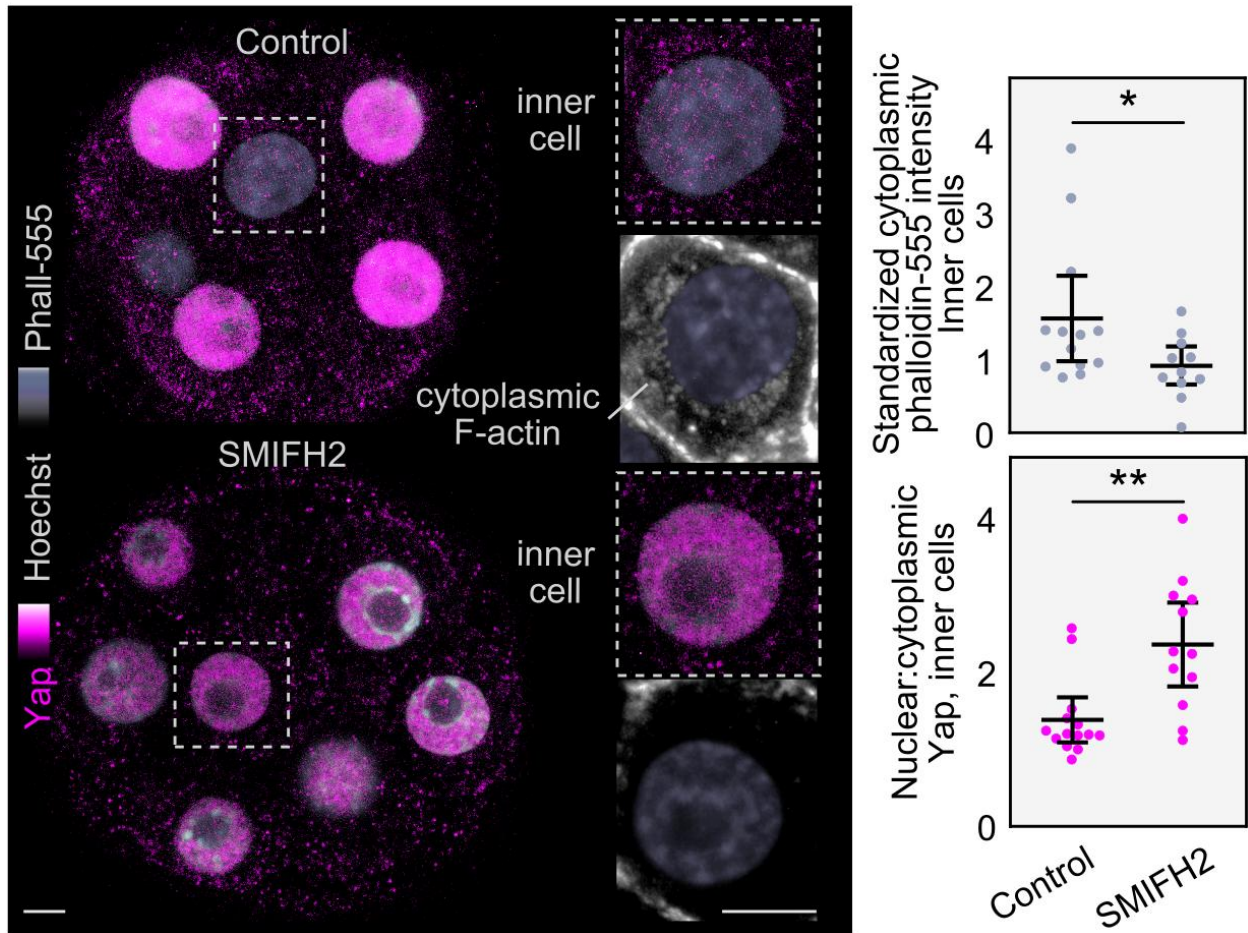 Control
inner
cell
Phall-555
cytoplasmic
F-actin
SMIFH2
Hoechst
inner
cell
Yap
Standardized cytoplasmic
phalloidin-555 intensity
Inner cells
4
3
2
1
0
*
Nuclear:cytoplasmic
Yap, inner cells
4
2
0
**
Control
SMIFH2